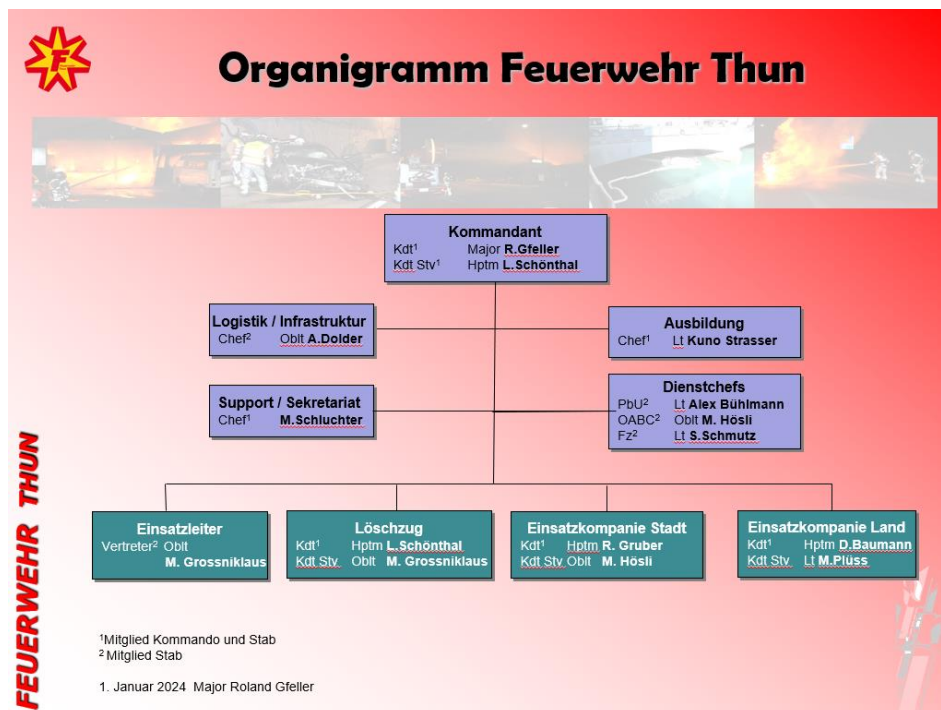 Organigramm Feuerwehr Thun
Kommandant
Kdt¹ Major R.Gfeller
Kdt Stv¹ Hptm L.Schönthal
Logistik / Infrastruktur
Chef² Oblt A.Dolder
Ausbildung
Chef¹ Lt Kuno Strasser
Support / Sekretariat
Chef¹ M.Schluchter
Dienstchefs
PbU² Lt Alex Bühlmann
OABC² Oblt M. Hösli
Fz² Lt S.Schmutz
Einsatzleiter
Vertreter² Oblt
M. Grossniklaus
Löschzug
Kdt¹ Hptm L.Schönthal
Kdt Stv Oblt M. Grossniklaus
Einsatzkompanie Stadt
Kdt¹ Hptm R. Gruber
Kdt Stv Oblt M. Hösli
Einsatzkompanie Land
Kdt¹ Hptm D.Baumann
Kdt Stv Lt M.Plüss
¹Mitglied Kommando und Stab
² Mitglied Stab
1. Januar 2024 Major Roland Gfeller
FEUERWEHR THUN
F